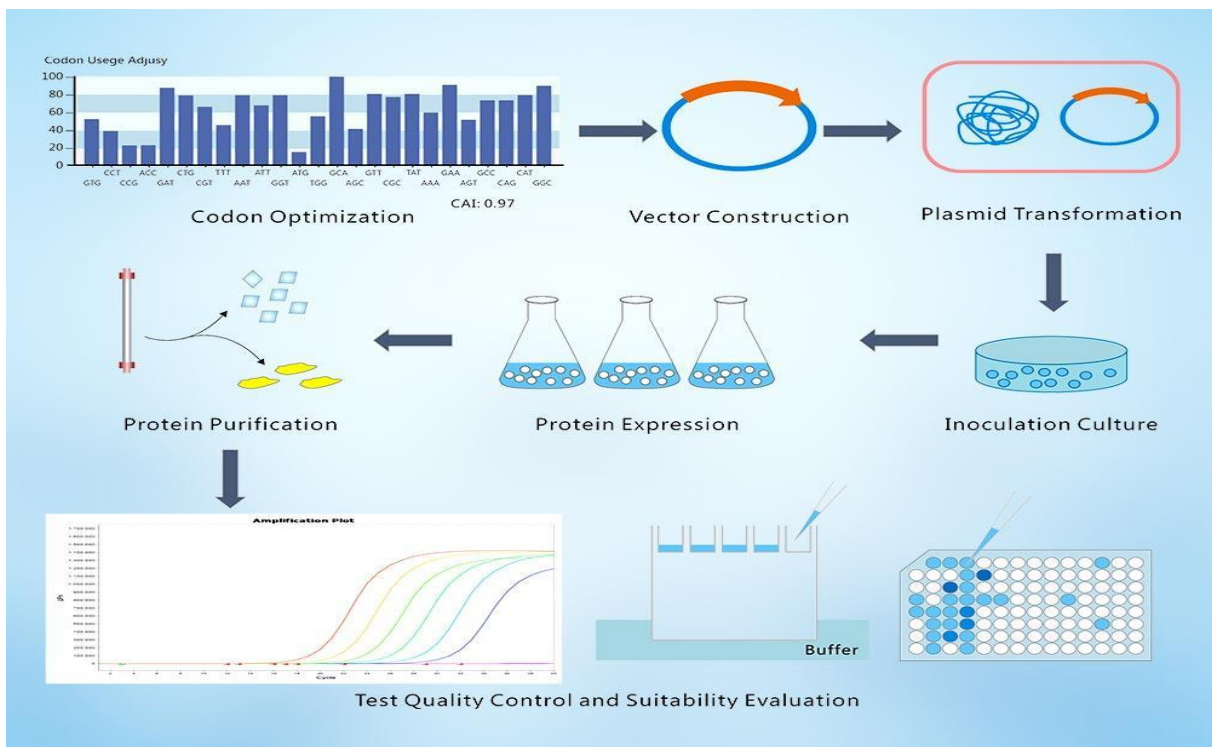 Codon Usege Adjusy
100
80
60
40
20
0
CCT ACC CTG TTT ATT ATG GCA GTT TAT GAA GCC CAT
GTG CCG GAT CGT AAT GGT TGG AGC CGC AAA AGT CAG GGC
CAI: 0.97
Codon Optimization
Vector Construction
Plasmid Transformation
Protein Purification
Protein Expression
Inoculation Culture
Amplification Plot
Cycle
Buffer
Test Quality Control and Suitability Evaluation